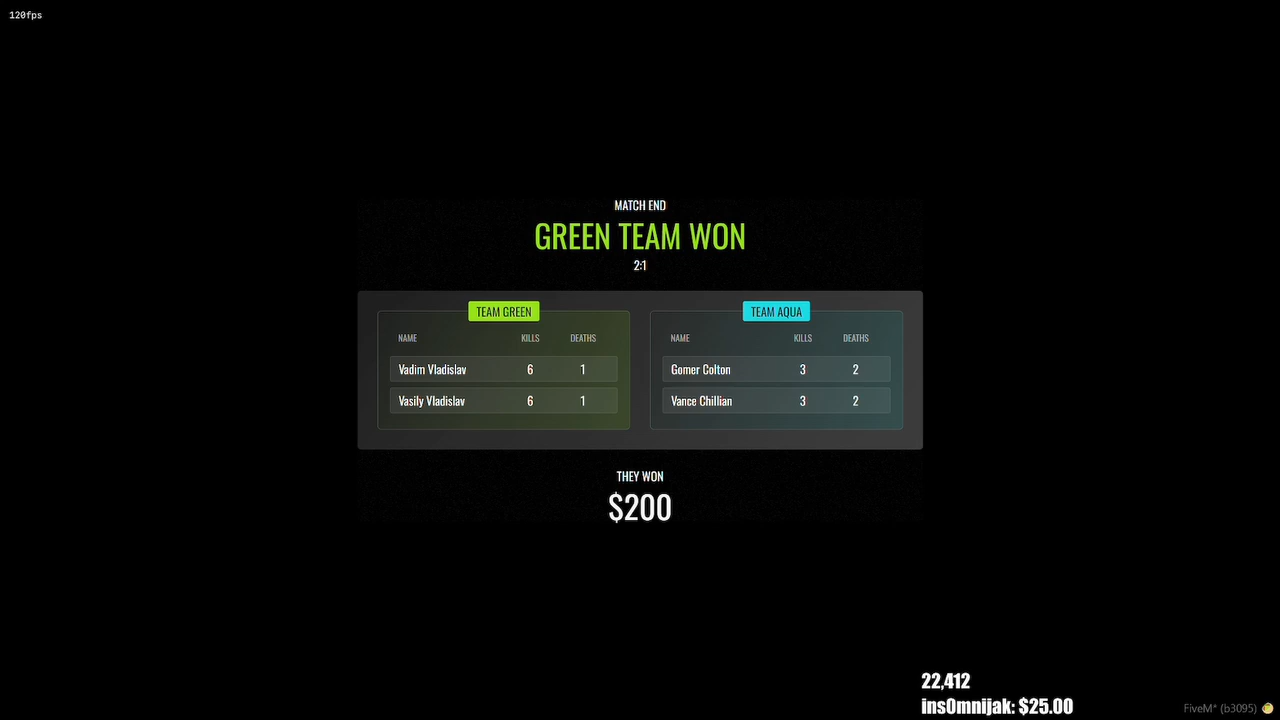 120fps
MATCH END
GREEN TEAM WON
2:1
TEAM GREEN
NAME KILLS DEATHS
Vadim Vladislav 6 1
Vasily Vladislav 6 1
TEAM AQUA
NAME KILLS DEATHS
Gomer Colton 3 2
Vance Chillian 3 2
THEY WON
$200
22,412
ins0mnijak: $25.00
FiveM* (b3095)